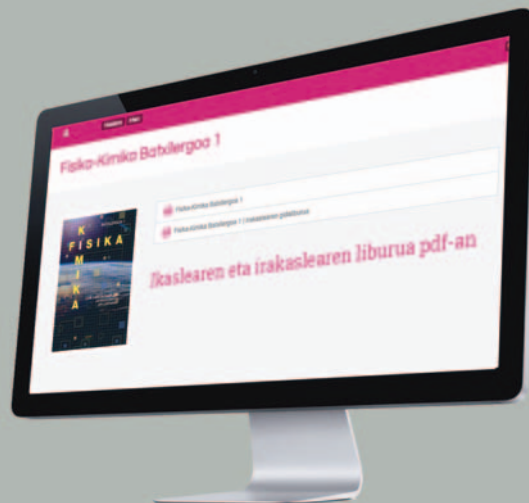 Fisika-Kimika Batxilergoa 1
Fisika-Kimika Batxilergoa 1
Fisika-Kimika Batxilergoa 1 | Irakaslearen gidaliburua
FISIKA
KIMIKA
Ikaslearen eta irakaslearen liburua pdf-an